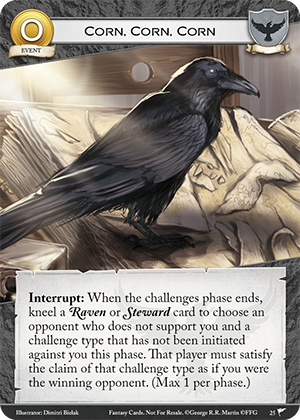 0
EVENT
Corn, Corn, Corn
Interrupt: When the challenges phase ends,
kneel a Raven or Steward card to choose an
opponent who does not support you and a
challenge type that has not been initiated
against you this phase. That player must satisfy
the claim of that challenge type as if you were
the winning opponent. (Max 1 per phase.)
Illustrator: Dimitri Bielak
Fantasy Cards. Not For Resale. ©George R.R. Martin ©FFG
25